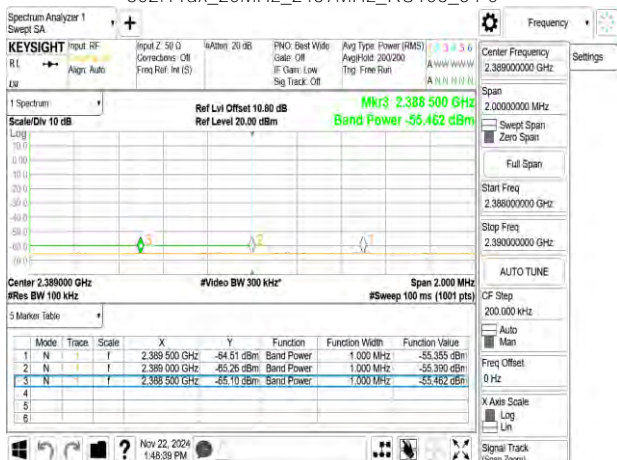 Spectrum Analyzer 1
Swept SA
+
Frequency
Settings
KEYSIGHT Input: RF
RL
Align: Auto
Input Z: 50 Ω
Corrections: Off
Freq Ref: Int (S)
#Atten: 20 dB
PNO: Best Wide
Gate: Off
IF Gain: Low
Sig Track: Off
Avg Type: Power (RMS)
Avg|Hold: 200/200
Trig: Free Run
A N N N N N
1 Spectrum
Scale/Div 10 dB
Log
Ref Lvl Offset 10.80 dB
Ref Level 20.00 dBm
Mkr3 2.388 500 GHz
Band Power -55.462 dBm
3
2
Center 2.389000 GHz
#Res BW 100 kHz
#Video BW 300 kHz*
Span 2.000 MHz
#Sweep 100 ms (1001 pts)
5 Marker Table
Mode Trace Scale X Y Function Function Width Function Value
1 N 1 f 2.389 500 GHz -64.51 dBm Band Power 1.000 MHz -55.355 dBm
2 N 1 f 2.389 000 GHz -65.26 dBm Band Power 1.000 MHz -55.390 dBm
3 N 1 f 2.388 500 GHz -65.10 dBm Band Power 1.000 MHz -55.462 dBm
4
5
6
Nov 22, 2024
1:48:39 PM
?
Center Frequency
2.389000000 GHz
Span
2.00000000 MHz
Swept Span
Zero Span
Full Span
Start Freq
2.388000000 GHz
Stop Freq
2.390000000 GHz
AUTO TUNE
CF Step
200.000 kHz
Auto
Man
Freq Offset
0 Hz
X Axis Scale
Log
Lin
Signal Track
(Span Zoom)